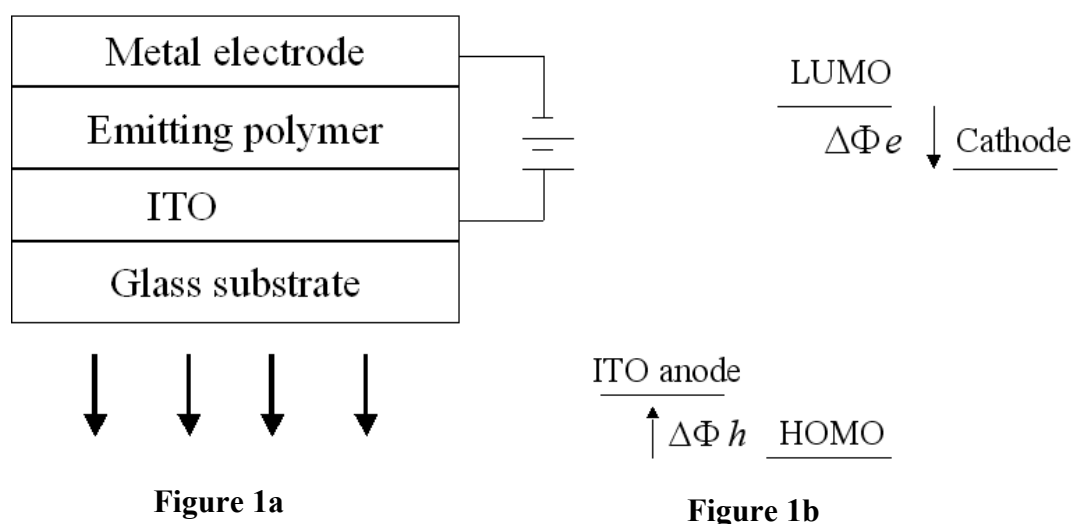 Metal electrode
Emitting polymer
ITO
Glass substrate
Figure 1a
LUMO
ΔΦe
Cathode
ITO anode
ΔΦh
HOMO
Figure 1b